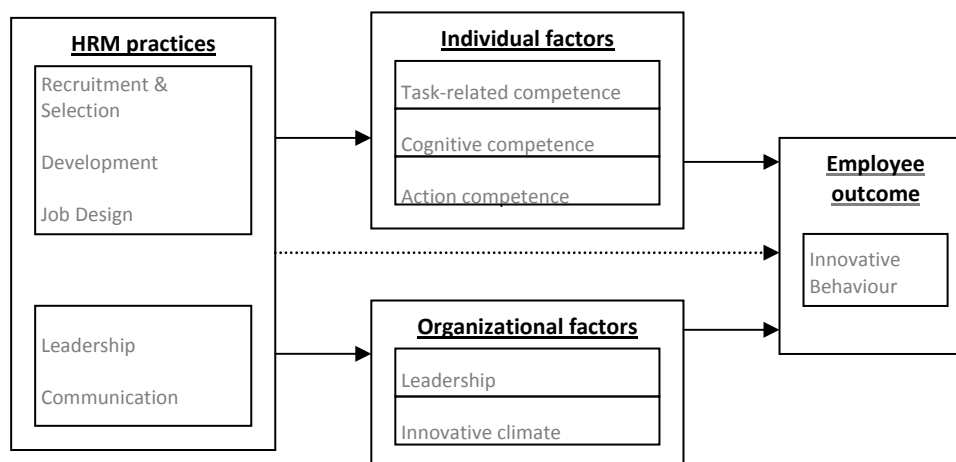 HRM practices
Recruitment &
Selection
Development
Job Design
Leadership
Communication
Individual factors
Task-related competence
Cognitive competence
Action competence
Organizational factors
Leadership
Innovative climate
Employee
outcome
Innovative
Behaviour